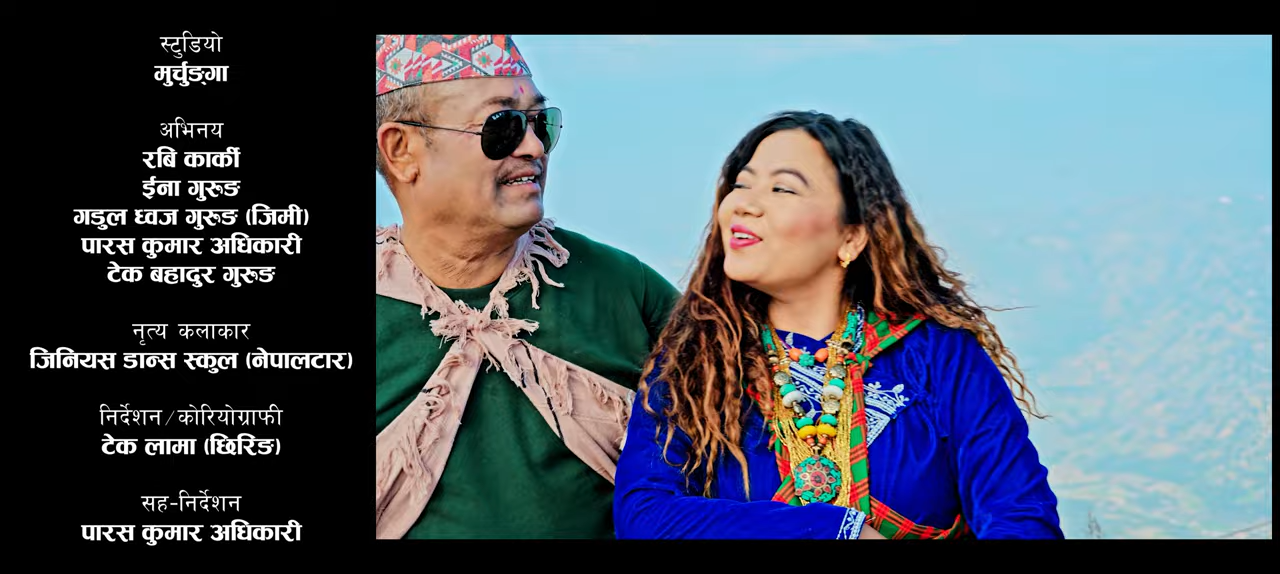 स्टुडियो
मुर्चुङ्गा
अभिनय
रबि कार्की
ईना गुरूङ
गडुल ध्वज गुरूङ (जिमी)
पारस कुमार अधिकारी
टेक बहादुर गुरूङ
नृत्य कलाकार
जिनियस डान्स स्कुल (नेपालटार)
निर्देशन/कोरियोग्राफी
टेक लामा (छिरिङ)
सह-निर्देशन
पारस कुमार अधिकारी